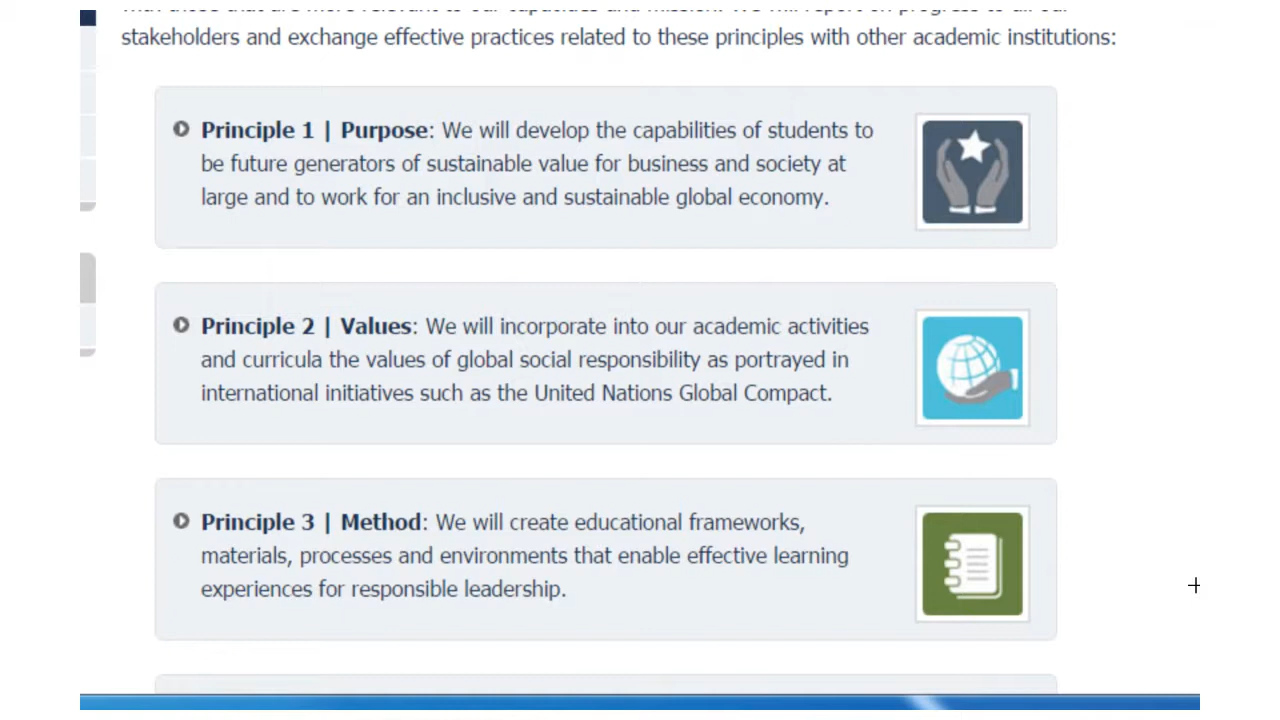 stakeholders and exchange effective practices related to these principles with other academic institutions:
Principle 1 | Purpose: We will develop the capabilities of students to
be future generators of sustainable value for business and society at
large and to work for an inclusive and sustainable global economy.
Principle 2 | Values: We will incorporate into our academic activities
and curricula the values of global social responsibility as portrayed in
international initiatives such as the United Nations Global Compact.
Principle 3 | Method: We will create educational frameworks,
materials, processes and environments that enable effective learning
experiences for responsible leadership.